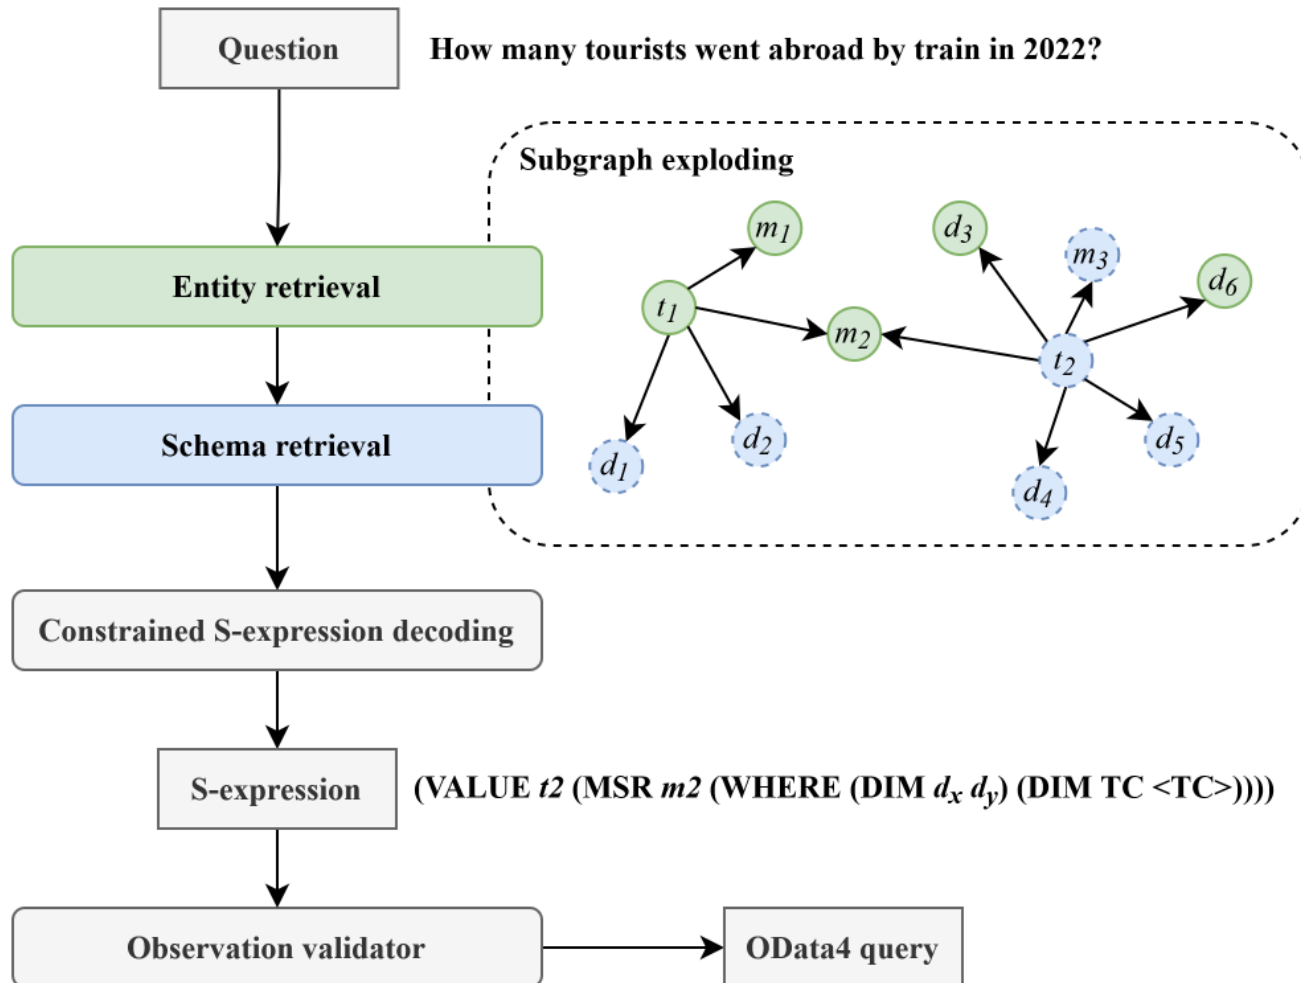 Question
How many tourists went abroad by train in 2022?
Subgraph exploding
m1
d3
m3
d6
t1
m2
t2
d1
d2
d4
d5
Entity retrieval
Schema retrieval
Constrained S-expression decoding
S-expression
(VALUE t2 (MSR m2 (WHERE (DIM dx dy) (DIM TC <TC>))))
Observation validator
OData4 query